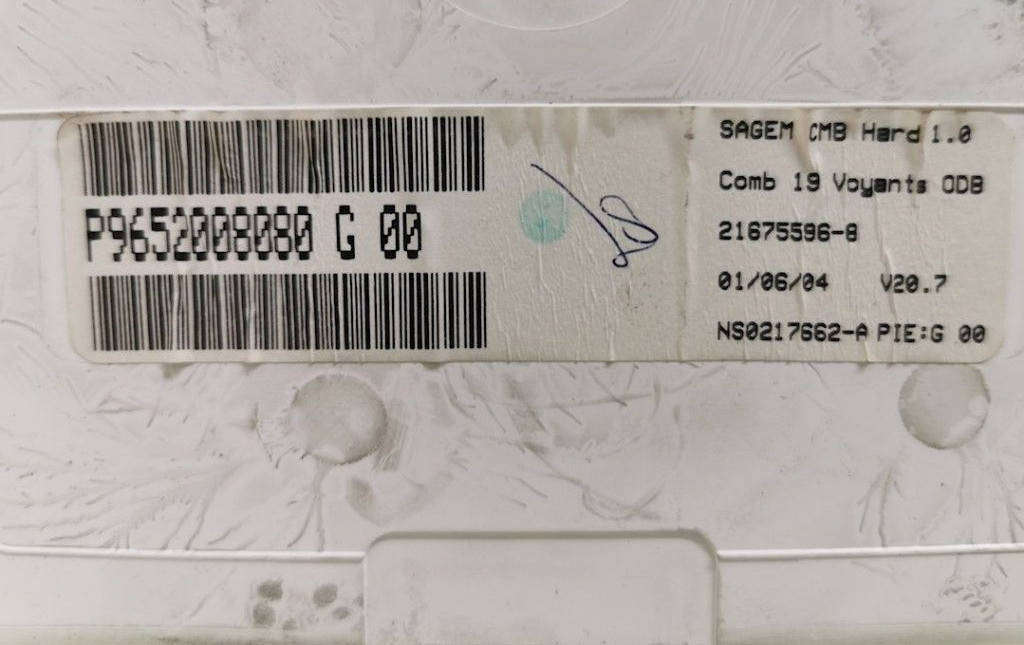 P9652008080 G 00
SAGEM CMB Hard 1.0
Comb 19 Voyants ODB
21675596-8
01/06/04 V20.7
NS0217662-A PIE:G 00